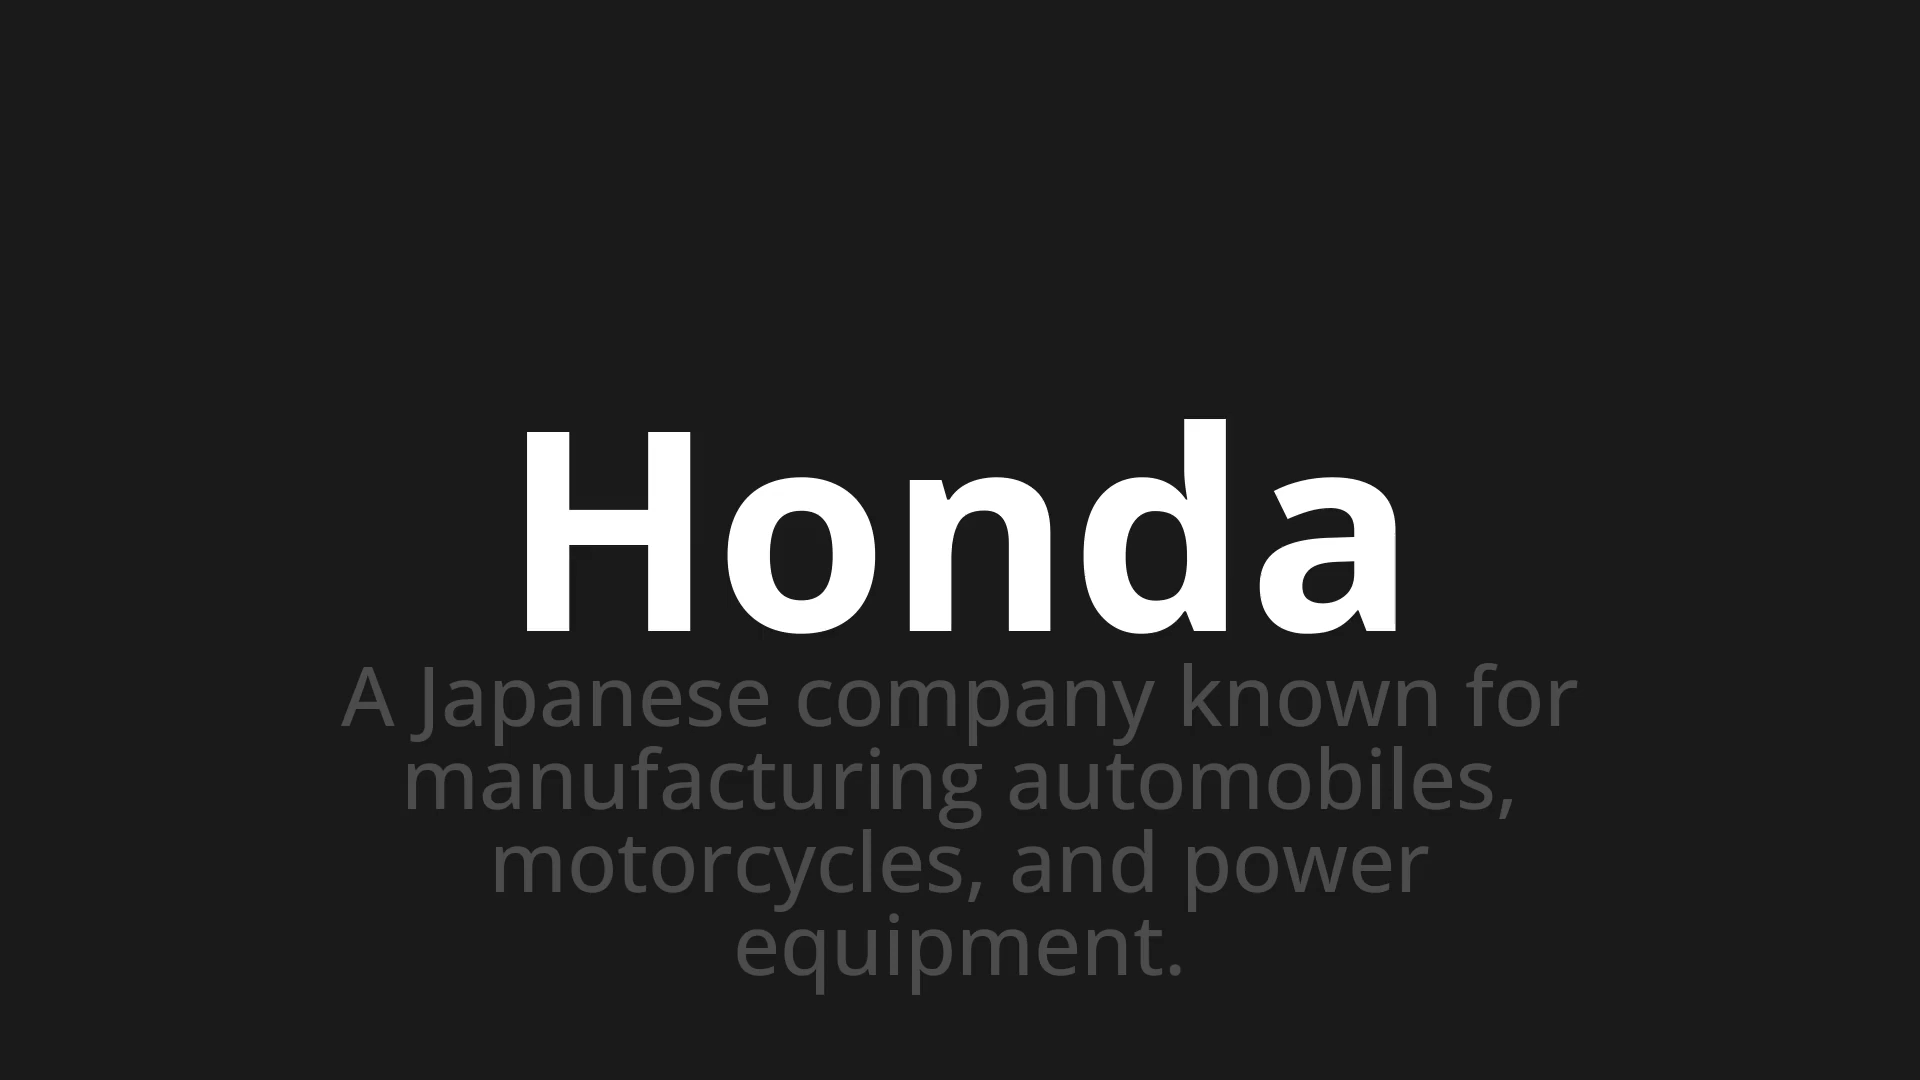 Honda
A Japanese company known for
manufacturing automobiles,
motorcycles, and power
equipment.